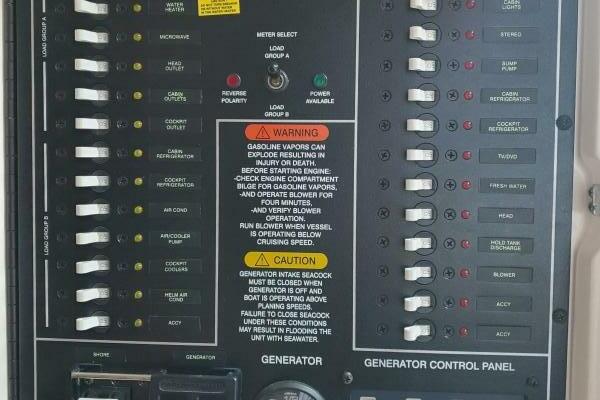 WATER
HEATER
MICROWAVE
HEAD
OUTLET
CABIN
OUTLETS
COCKPIT
OUTLET
CABIN
REFRIGERATOR
COCKPIT
REFRIGERATOR
AIR COND
AIR/COOLER
PUMP
COCKPIT
COOLERS
HELM AIR
COND
ACCY
LOAD GROUP A
LOAD GROUP B
METER SELECT
LOAD
GROUP A
REVERSE
POLARITY
POWER
AVAILABLE
LOAD
GROUP B
WARNING
GASOLINE VAPORS CAN
EXPLODE RESULTING IN
INJURY OR DEATH.
BEFORE STARTING ENGINE:
-CHECK ENGINE COMPARTMENT
BILGE FOR GASOLINE VAPORS,
-AND OPERATE BLOWER FOR
FOUR MINUTES,
-AND VERIFY BLOWER
OPERATION.
RUN BLOWER WHEN VESSEL
IS OPERATING BELOW
CRUISING SPEED.
CAUTION
GENERATOR INTAKE SEACOCK
MUST BE CLOSED WHEN
GENERATOR IS OFF AND
BOAT IS OPERATING ABOVE
PLANING SPEEDS.
FAILURE TO CLOSE SEACOCK
UNDER THESE CONDITIONS
MAY RESULT IN FLOODING THE
UNIT WITH SEAWATER.
CABIN
LIGHTS
STEREO
SUMP
PUMP
CABIN
REFRIGERATOR
COCKPIT
REFRIGERATOR
TV/DVD
FRESH WATER
HEAD
HOLD TANK
DISCHARGE
BLOWER
ACCY
ACCY
SHORE
GENERATOR
GENERATOR
GENERATOR CONTROL PANEL